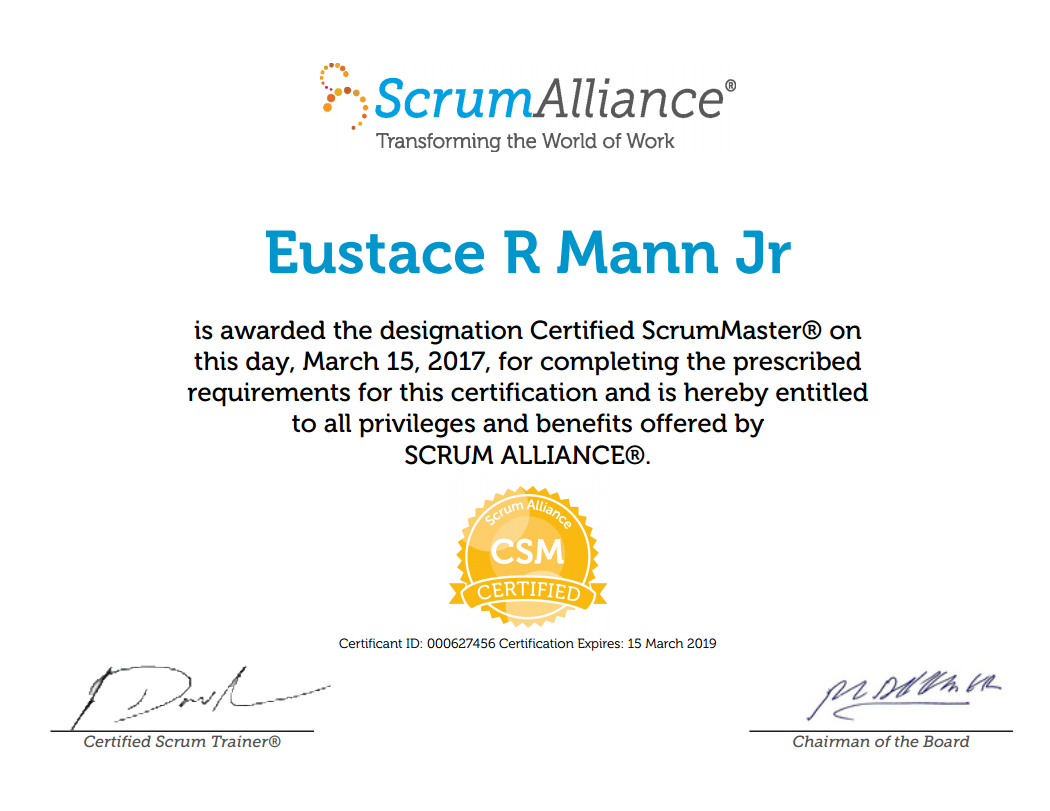 ScrumAlliance®
Transforming the World of Work
Eustace R Mann Jr
is awarded the designation Certified ScrumMaster® on
this day, March 15, 2017, for completing the prescribed
requirements for this certification and is hereby entitled
to all privileges and benefits offered by
SCRUM ALLIANCE®.
Scrum Alliance
CSM
CERTIFIED
Certificant ID: 000627456 Certification Expires: 15 March 2019
Certified Scrum Trainer®
Chairman of the Board